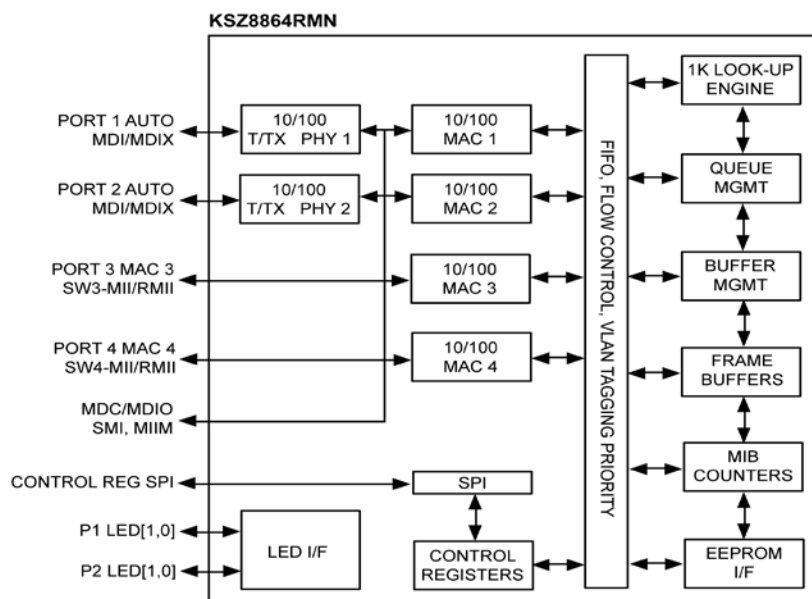 KSZ8864RMN
PORT 1 AUTO
MDI/MDIX
10/100
T/TX PHY 1
10/100
MAC 1
PORT 2 AUTO
MDI/MDIX
10/100
T/TX PHY 2
10/100
MAC 2
PORT 3 MAC 3
SW3-MII/RMII
10/100
MAC 3
PORT 4 MAC 4
SW4-MII/RMII
10/100
MAC 4
MDC/MDIO
SMI, MIIM
CONTROL REG SPI
SPI
P1 LED[1,0]
P2 LED[1,0]
LED I/F
CONTROL
REGISTERS
FIFO, FLOW CONTROL, VLAN TAGGING PRIORITY
1K LOOK-UP
ENGINE
QUEUE
MGMT
BUFFER
MGMT
FRAME
BUFFERS
MIB
COUNTERS
EEPROM
I/F